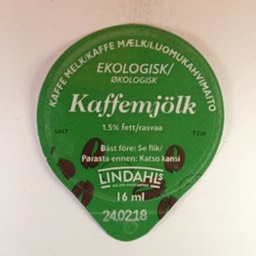 KAFFE MELK/KAFFE MÆLK/LUOMUKAHVIMAITO
EKOLOGISK/
ØKOLOGISK
Kaffemjölk
1.5% fett/rasvaa
UHT
Bäst före: Se flik/
Parasta ennen: Katso kansi
LINDAHLS
16 ml
24.02.18